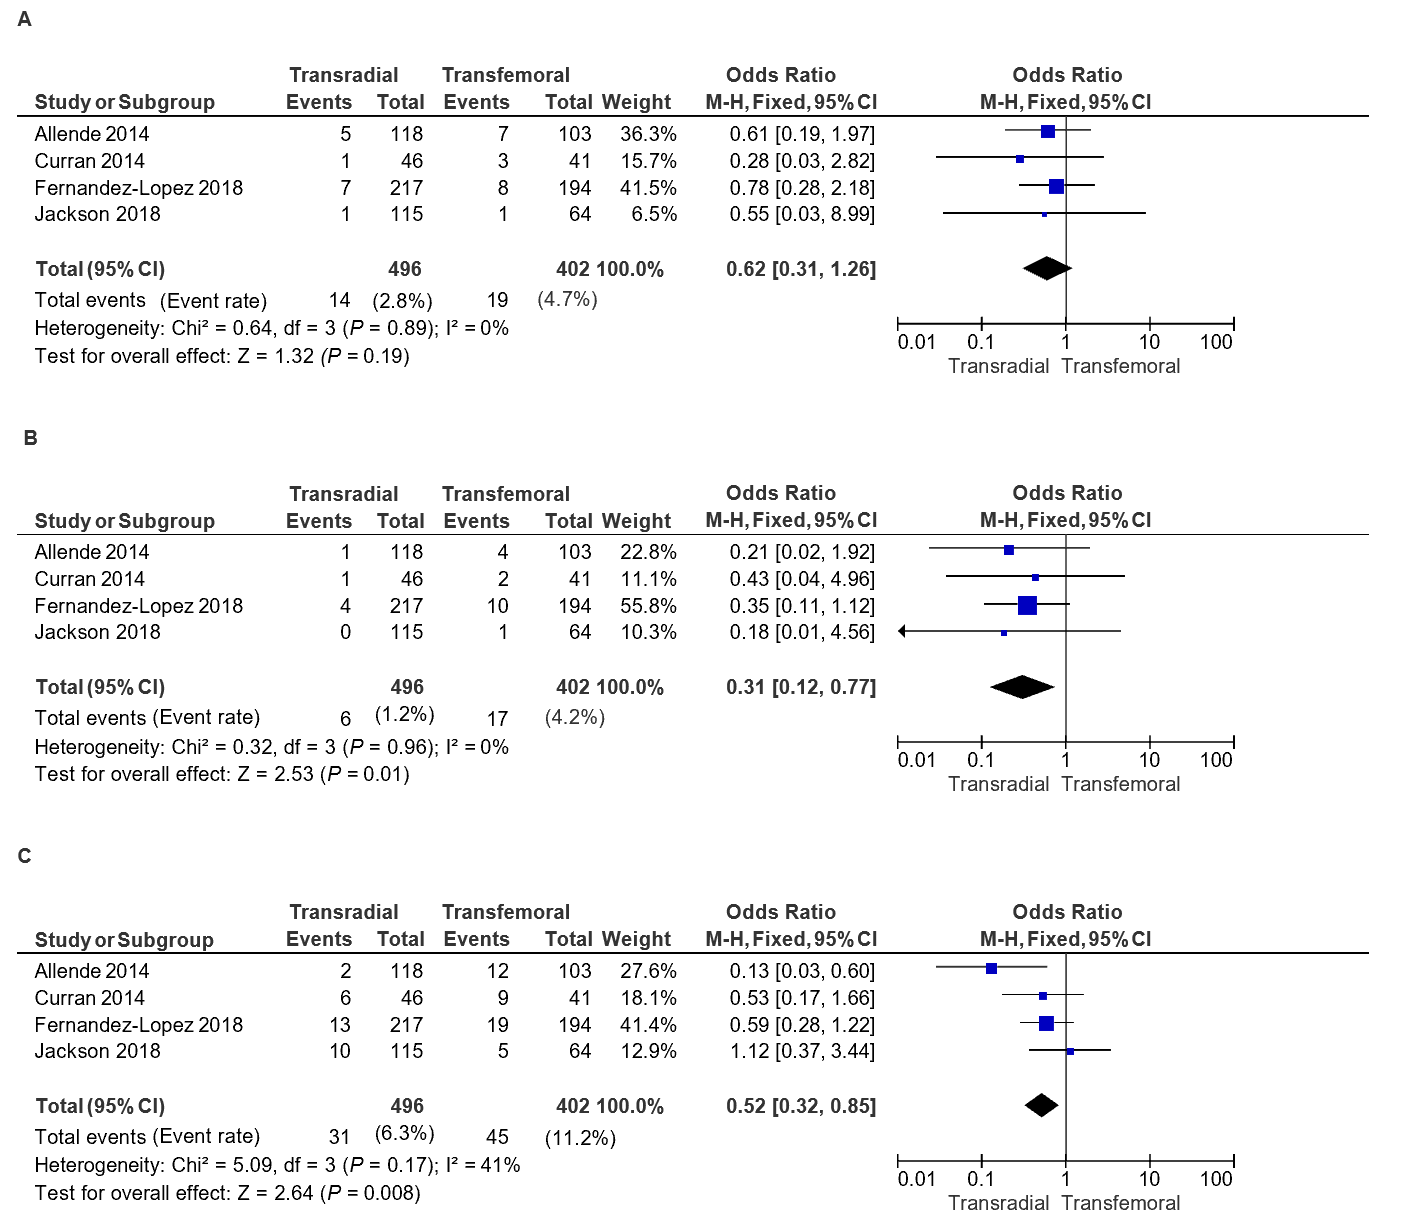 A
Transradial Transfemoral Odds Ratio Odds Ratio
Study or Subgroup Events Total Events Total Weight M-H, Fixed, 95% CI M-H, Fixed, 95% CI
Allende 2014 5 118 7 103 36.3% 0.61 [0.19, 1.97]
Curran 2014 1 46 3 41 15.7% 0.28 [0.03, 2.82]
Fernandez-Lopez 2018 7 217 8 194 41.5% 0.78 [0.28, 2.18]
Jackson 2018 1 115 1 64 6.5% 0.55 [0.03, 8.99]
Total (95% CI) 496 402 100.0% 0.62 [0.31, 1.26]
Total events (Event rate) 14 (2.8%) 19 (4.7%)
Heterogeneity: Chi² = 0.64, df = 3 (P = 0.89); I² = 0%
Test for overall effect: Z = 1.32 (P = 0.19)
0.01 0.1 1 10 100
Transradial Transfemoral
B
Transradial Transfemoral Odds Ratio Odds Ratio
Study or Subgroup Events Total Events Total Weight M-H, Fixed, 95% CI M-H, Fixed, 95% CI
Allende 2014 1 118 4 103 22.8% 0.21 [0.02, 1.92]
Curran 2014 1 46 2 41 11.1% 0.43 [0.04, 4.96]
Fernandez-Lopez 2018 4 217 10 194 55.8% 0.35 [0.11, 1.12]
Jackson 2018 0 115 1 64 10.3% 0.18 [0.01, 4.56]
Total (95% CI) 496 402 100.0% 0.31 [0.12, 0.77]
Total events (Event rate) 6 (1.2%) 17 (4.2%)
Heterogeneity: Chi² = 0.32, df = 3 (P = 0.96); I² = 0%
Test for overall effect: Z = 2.53 (P = 0.01)
0.01 0.1 1 10 100
Transradial Transfemoral
C
Transradial Transfemoral Odds Ratio Odds Ratio
Study or Subgroup Events Total Events Total Weight M-H, Fixed, 95% CI M-H, Fixed, 95% CI
Allende 2014 2 118 12 103 27.6% 0.13 [0.03, 0.60]
Curran 2014 6 46 9 41 18.1% 0.53 [0.17, 1.66]
Fernandez-Lopez 2018 13 217 19 194 41.4% 0.59 [0.28, 1.22]
Jackson 2018 10 115 5 64 12.9% 1.12 [0.37, 3.44]
Total (95% CI) 496 402 100.0% 0.52 [0.32, 0.85]
Total events (Event rate) 31 (6.3%) 45 (11.2%)
Heterogeneity: Chi² = 5.09, df = 3 (P = 0.17); I² = 41%
Test for overall effect: Z = 2.64 (P = 0.008)
0.01 0.1 1 10 100
Transradial Transfemoral